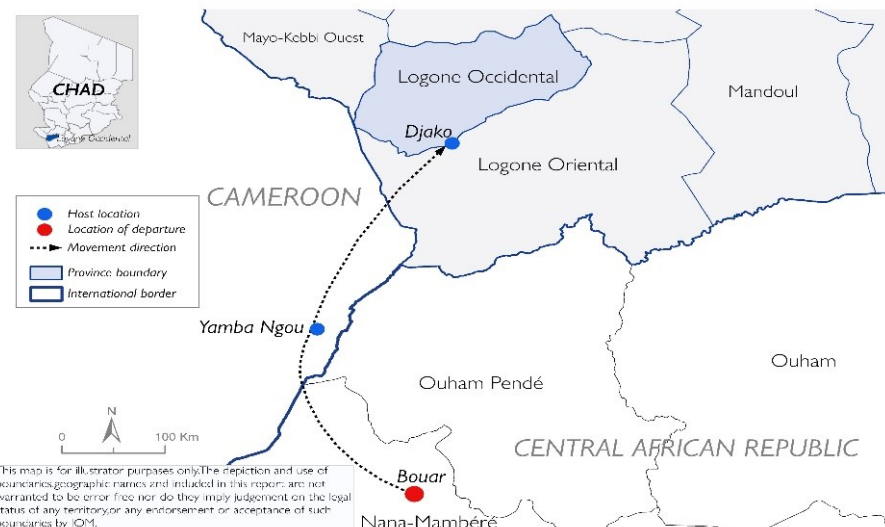 CHAD
Logone Occidental
Mayo-Kebbi Ouest
Logone Occidental
Mandoul
Djako
Logone Oriental
CAMEROON
Host location
Location of departure
Movement direction
Province boundary
International border
Yamba Ngou
Ouham
Ouham Pendé
N
0 100 Km
CENTRAL AFRICAN REPUBLIC
Bouar
Nana-Mambéré
This map is for illustrator purpases only.The depiction and use of
boundaries,geographic names and included in this report are not
warranted to be error free nor do they imply judgement on the legal
status of any territory,or any endorsement or acceptance of such
boundaries by IOM.